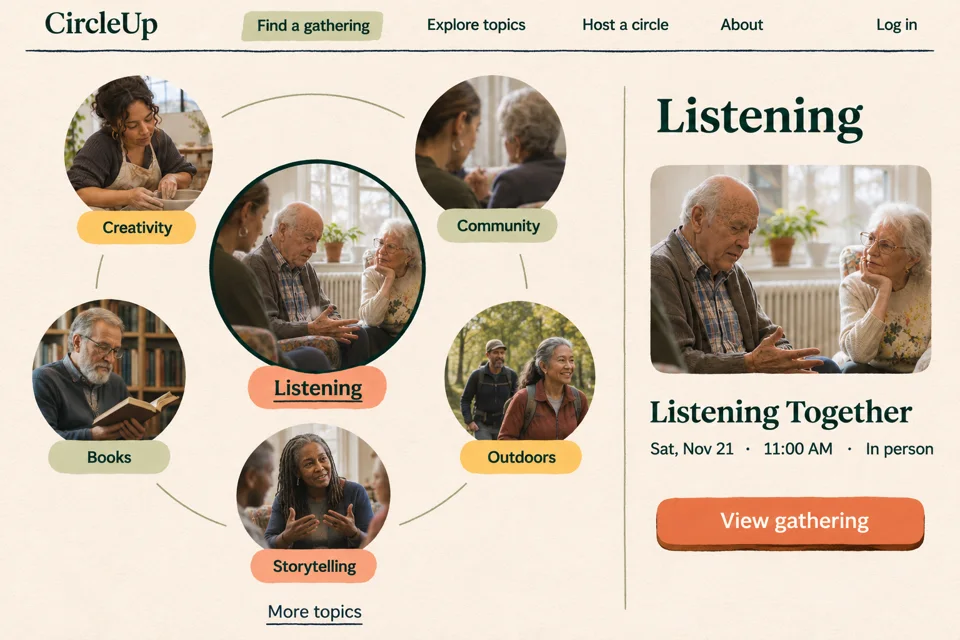 CircleUp
Find a gathering
Explore topics
Host a circle
About
Log in
Creativity
Community
Listening
Books
Outdoors
Storytelling
More topics
Listening
Listening Together
Sat, Nov 21 · 11:00 AM · In person
View gathering